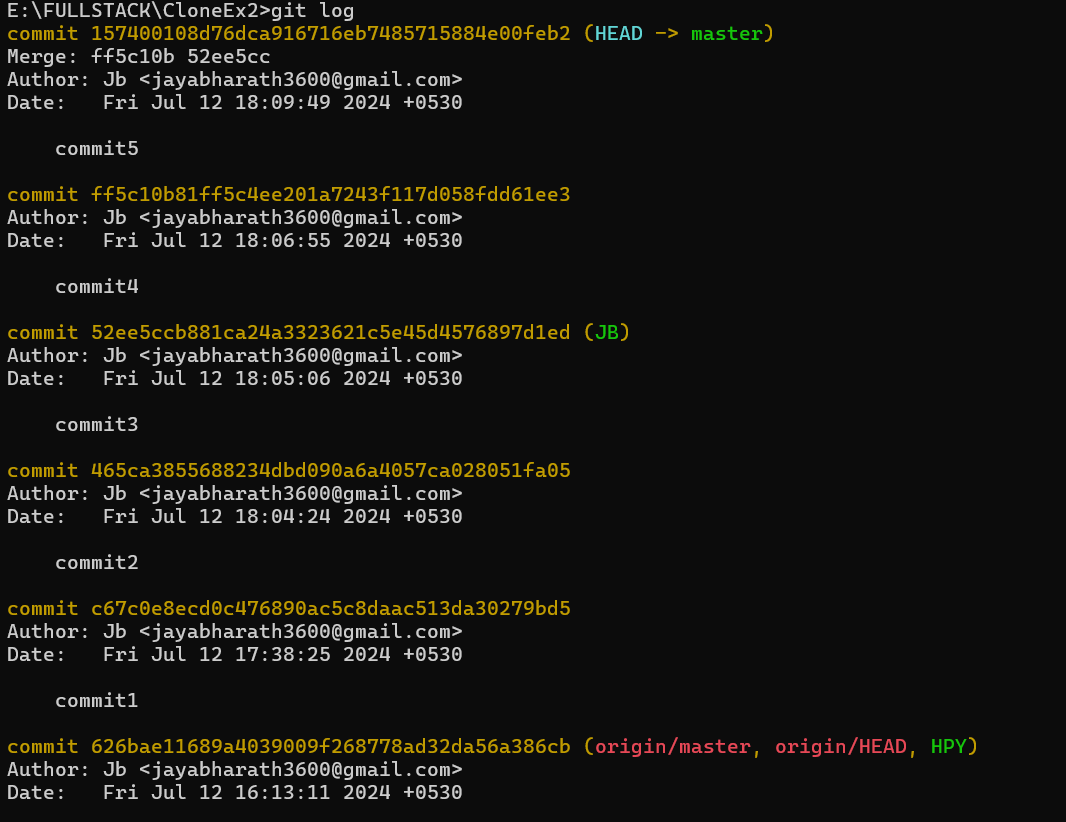 E:\FULLSTACK\CloneEx2>git log
commit 157400108d76dca916716eb7485715884e00feb2 (HEAD -> master)
Merge: ff5c10b 52ee5cc
Author: Jb <jayabharath3600@gmail.com>
Date:   Fri Jul 12 18:09:49 2024 +0530
    commit5
commit ff5c10b81ff5c4ee201a7243f117d058fdd61ee3
Author: Jb <jayabharath3600@gmail.com>
Date:   Fri Jul 12 18:06:55 2024 +0530
    commit4
commit 52ee5ccb881ca24a3323621c5e45d4576897d1ed (JB)
Author: Jb <jayabharath3600@gmail.com>
Date:   Fri Jul 12 18:05:06 2024 +0530
    commit3
commit 465ca3855688234dbd090a6a4057ca028051fa05
Author: Jb <jayabharath3600@gmail.com>
Date:   Fri Jul 12 18:04:24 2024 +0530
    commit2
commit c67c0e8ecd0c476890ac5c8daac513da30279bd5
Author: Jb <jayabharath3600@gmail.com>
Date:   Fri Jul 12 17:38:25 2024 +0530
    commit1
commit 626bae11689a4039009f268778ad32da56a386cb (origin/master, origin/HEAD, HPY)
Author: Jb <jayabharath3600@gmail.com>
Date:   Fri Jul 12 16:13:11 2024 +0530